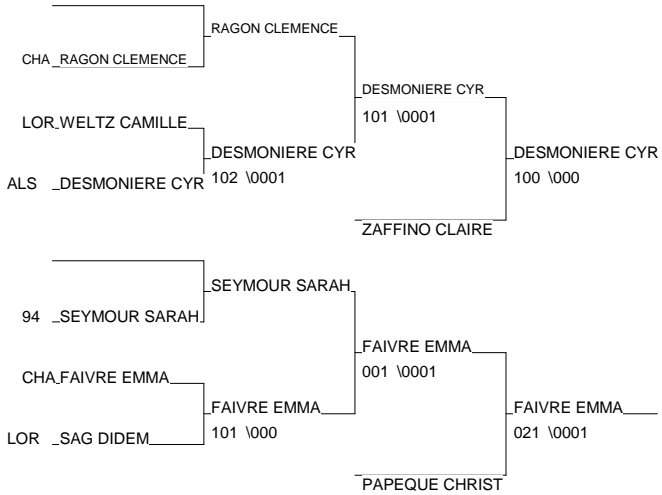 RAGON CLEMENCE
CHA RAGON CLEMENCE
DESMONIERE CYR
101 \0001
LOR WELTZ CAMILLE
DESMONIERE CYR
102 \0001
DESMONIERE CYR
100 \000
ALS DESMONIERE CYR
ZAFFINO CLAIRE
SEYMOUR SARAH
94 SEYMOUR SARAH
FAIVRE EMMA
001 \0001
CHA FAIVRE EMMA
FAIVRE EMMA
101 \000
FAIVRE EMMA
021 \0001
LOR SAG DIDEM
PAPEQUE CHRIST